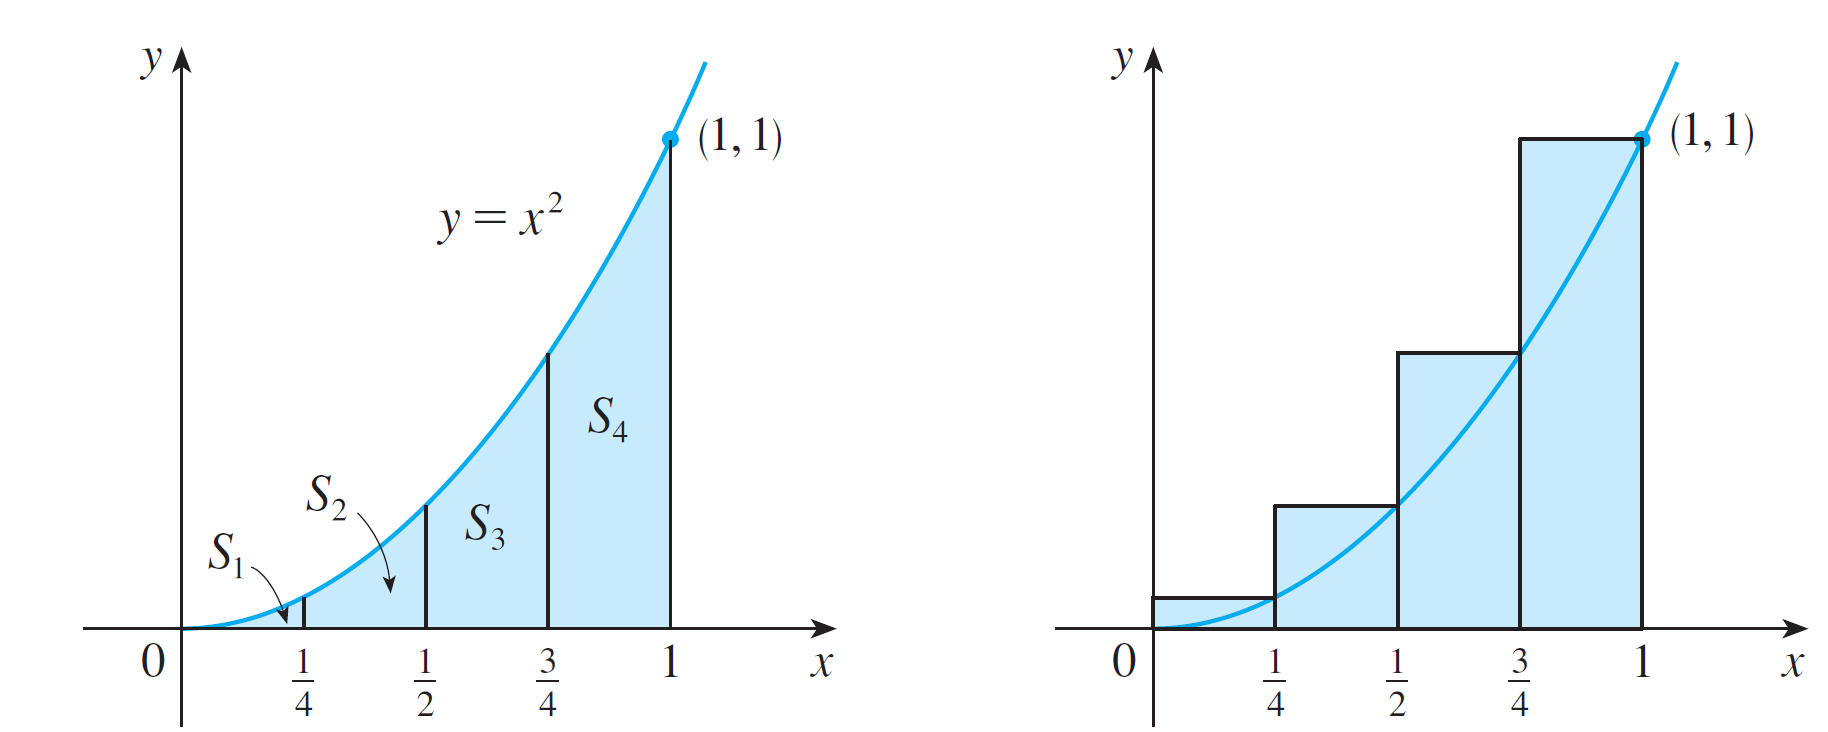 y
(1, 1)
y = x²
S₄
S₂
S₃
S₁
0 1/4 1/2 3/4 1 x
y
(1, 1)
0 1/4 1/2 3/4 1 x